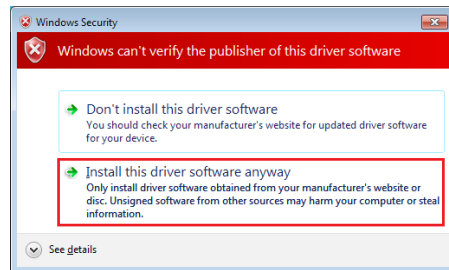 Windows Security
Windows can't verify the publisher of this driver software
Don't install this driver software
You should check your manufacturer's website for updated driver software
for your device.
Install this driver software anyway
Only install driver software obtained from your manufacturer's website or
disc. Unsigned software from other sources may harm your computer or steal
information.
See details